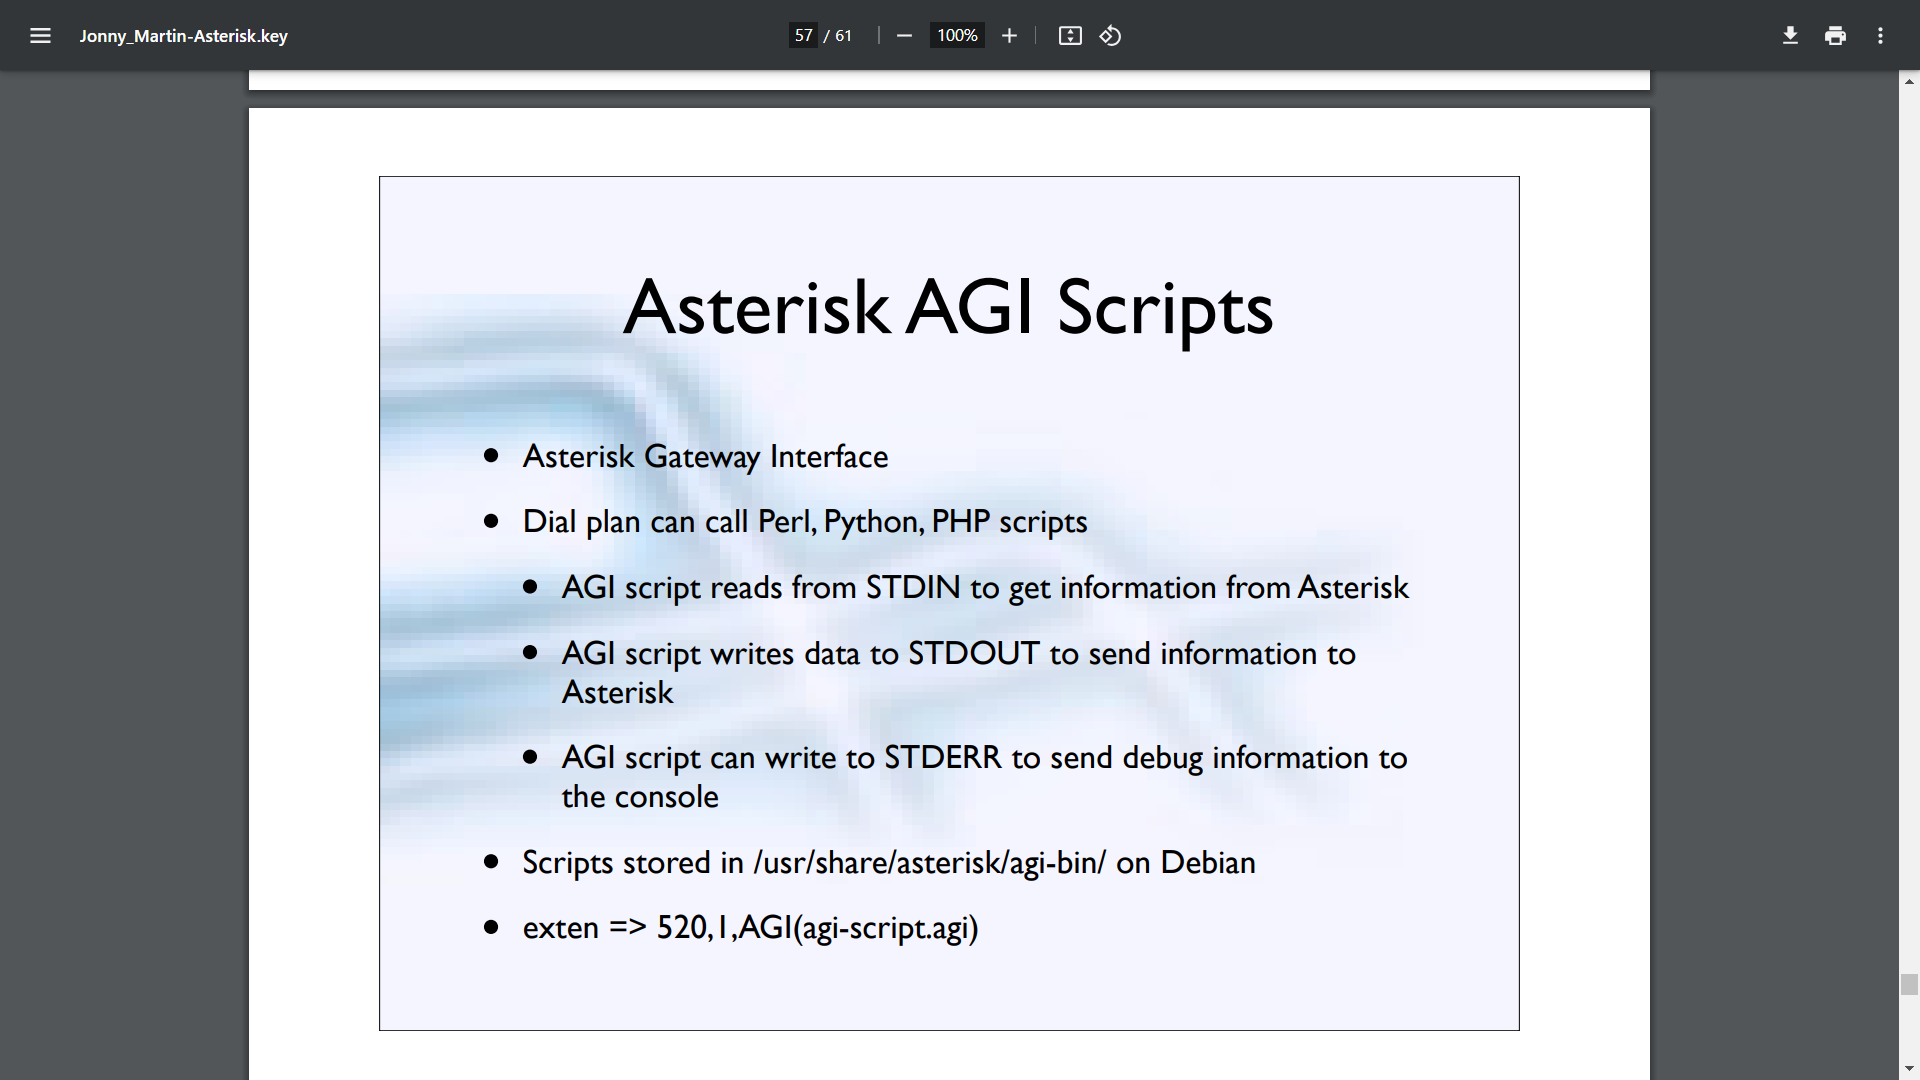 Jonny_Martin-Asterisk.key
57 / 61
100%
Asterisk AGI Scripts
• Asterisk Gateway Interface
• Dial plan can call Perl, Python, PHP scripts
• AGI script reads from STDIN to get information from Asterisk
• AGI script writes data to STDOUT to send information to
Asterisk
• AGI script can write to STDERR to send debug information to
the console
• Scripts stored in /usr/share/asterisk/agi-bin/ on Debian
• exten => 520,1,AGI(agi-script.agi)